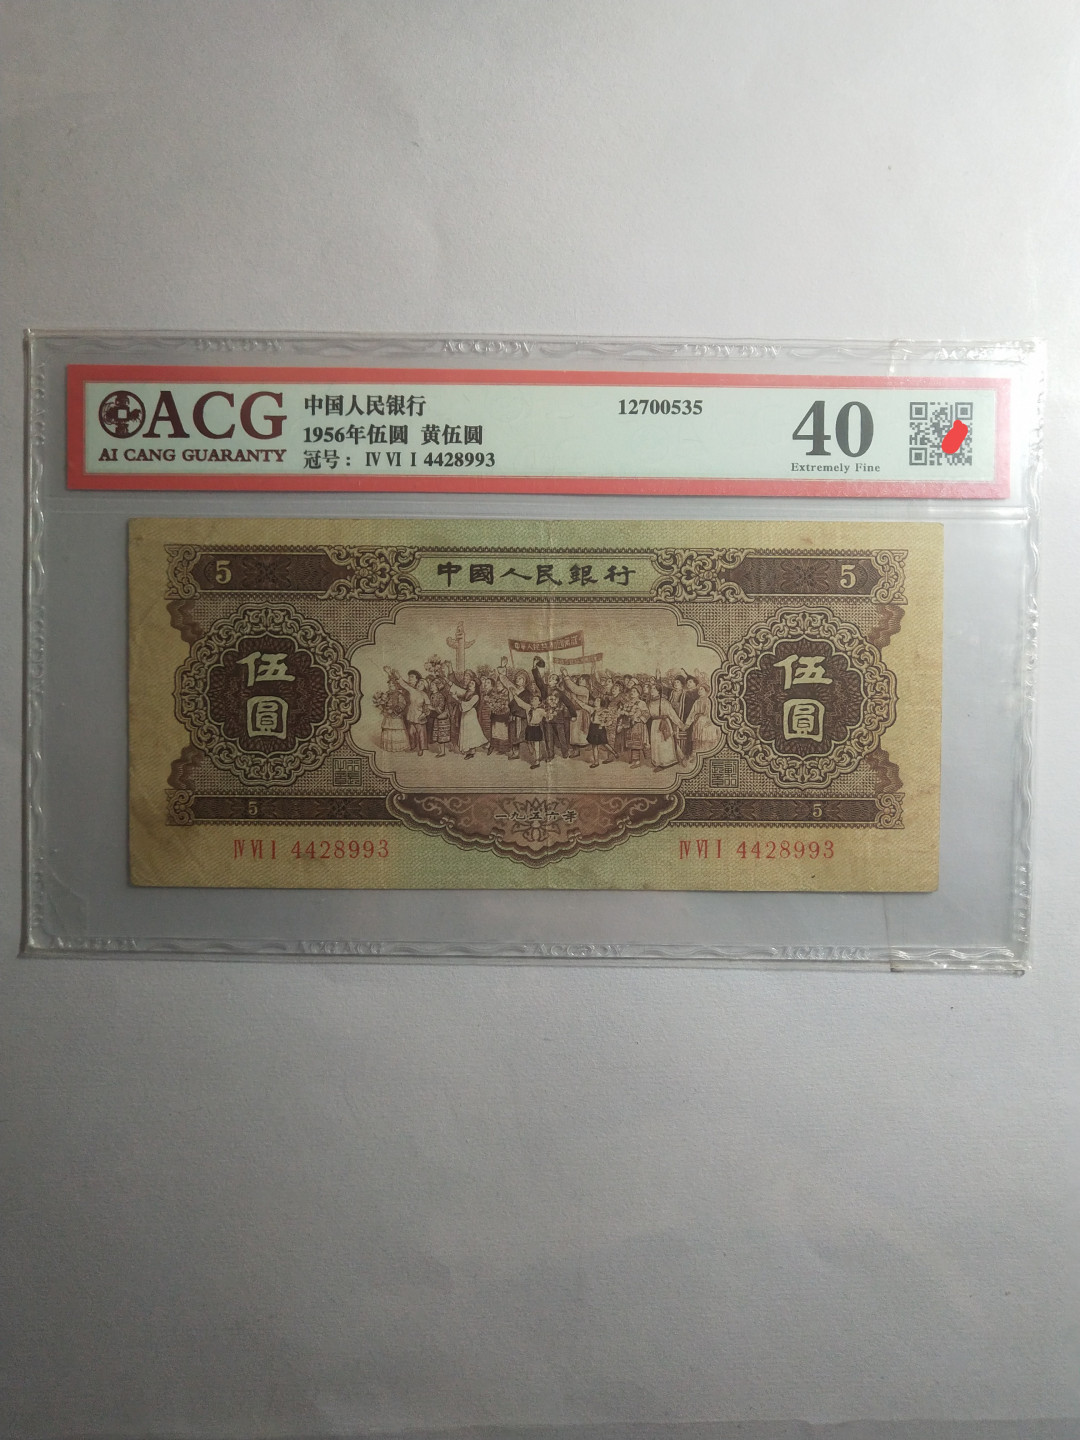 ACG
AI CANG GUARANTY
中国人民银行
1956年伍圆 黄伍圆
冠号： Ⅳ Ⅵ Ⅰ 4428993
12700535
40
Extremely Fine
5 中國人民銀行 5
伍圓 伍圓
5 一九五六年 5
Ⅳ Ⅵ Ⅰ 4428993 Ⅳ Ⅵ Ⅰ 4428993